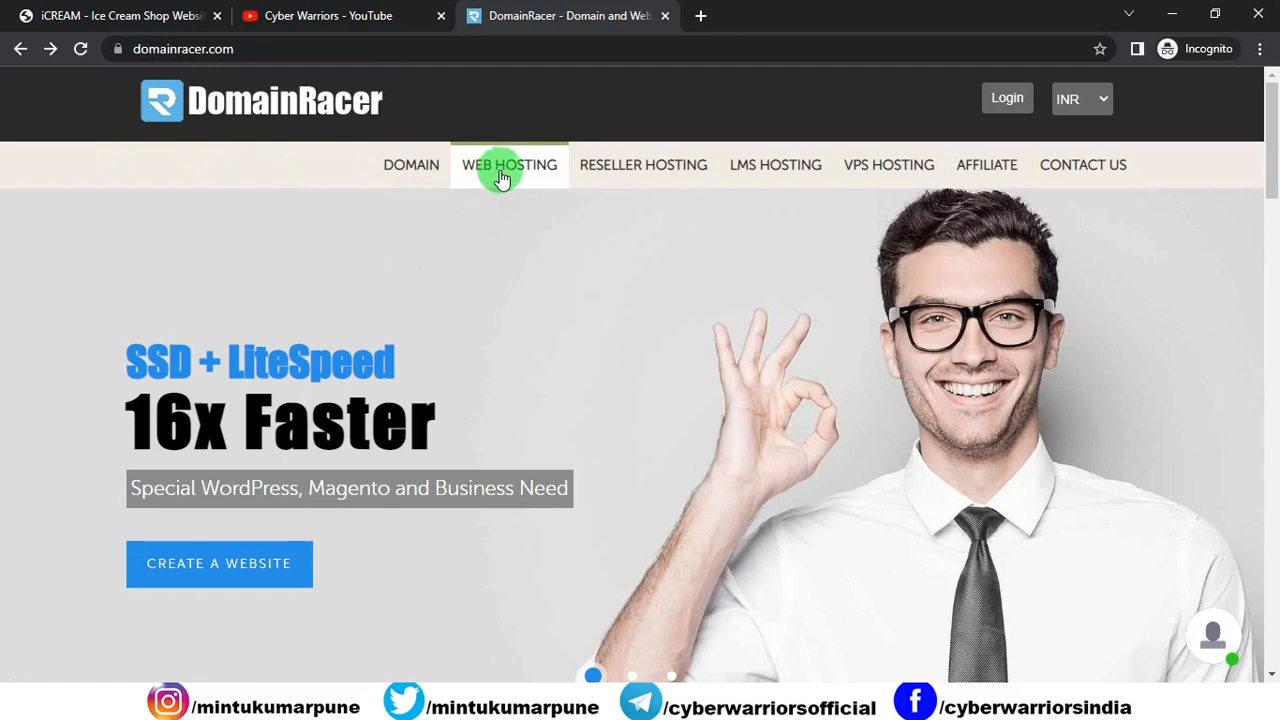 iCREAM - Ice Cream Shop Websi
Cyber Warriors - YouTube
DomainRacer - Domain and Web
domainracer.com
Incognito
DomainRacer
Login
INR
DOMAIN
WEB HOSTING
RESELLER HOSTING
LMS HOSTING
VPS HOSTING
AFFILIATE
CONTACT US
SSD + LiteSpeed
16x Faster
Special WordPress, Magento and Business Need
CREATE A WEBSITE
/mintukumarpune
/mintukumarpune
/cyberwarriorsofficial
/cyberwarriorsindia